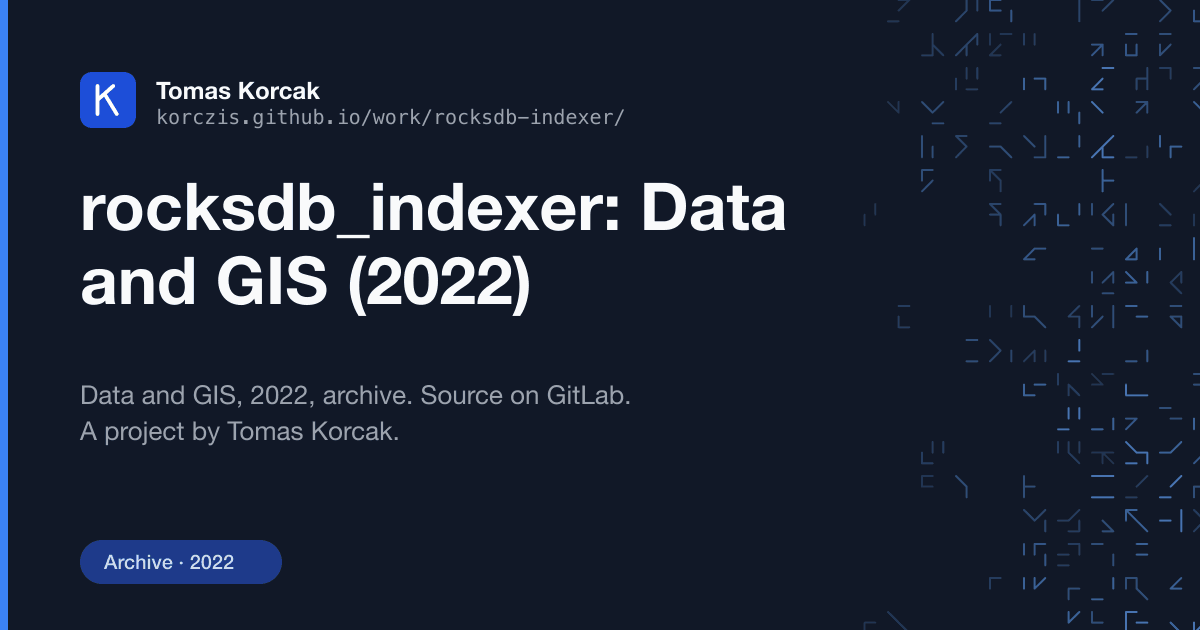 K
Tomas Korcak
korczis.github.io/work/rocksdb-indexer/
rocksdb_indexer: Data
and GIS (2022)
Data and GIS, 2022, archive. Source on GitLab.
A project by Tomas Korcak.
Archive · 2022